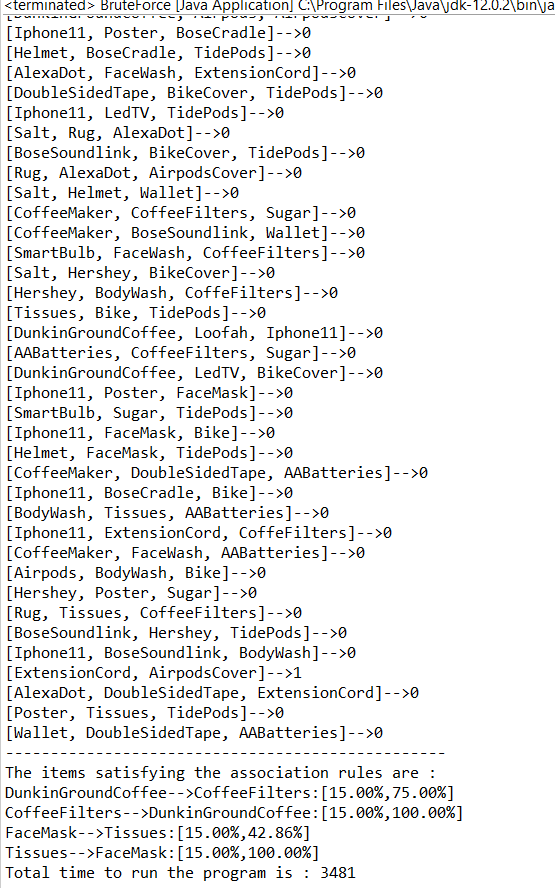 <terminated> BruteForce [Java Application] C:\Program Files\Java\jdk-12.0.2\bin\ja
[DunkinGroundCoffee, Airpods, AirpodsCover]-->0
[Iphone11, Poster, BoseCradle]-->0
[Helmet, BoseCradle, TidePods]-->0
[AlexaDot, FaceWash, ExtensionCord]-->0
[DoubleSidedTape, BikeCover, TidePods]-->0
[Iphone11, LedTV, TidePods]-->0
[Salt, Rug, AlexaDot]-->0
[BoseSoundlink, BikeCover, TidePods]-->0
[Rug, AlexaDot, AirpodsCover]-->0
[Salt, Helmet, Wallet]-->0
[CoffeeMaker, CoffeeFilters, Sugar]-->0
[CoffeeMaker, BoseSoundlink, Wallet]-->0
[SmartBulb, FaceWash, CoffeeFilters]-->0
[Salt, Hershey, BikeCover]-->0
[Hershey, BodyWash, CoffeFilters]-->0
[Tissues, Bike, TidePods]-->0
[DunkinGroundCoffee, Loofah, Iphone11]-->0
[AABatteries, CoffeeFilters, Sugar]-->0
[DunkinGroundCoffee, LedTV, BikeCover]-->0
[Iphone11, Poster, FaceMask]-->0
[SmartBulb, Sugar, TidePods]-->0
[Iphone11, FaceMask, Bike]-->0
[Helmet, FaceMask, TidePods]-->0
[CoffeeMaker, DoubleSidedTape, AABatteries]-->0
[Iphone11, BoseCradle, Bike]-->0
[BodyWash, Tissues, AABatteries]-->0
[Iphone11, ExtensionCord, CoffeFilters]-->0
[CoffeeMaker, FaceWash, AABatteries]-->0
[Airpods, BodyWash, Bike]-->0
[Hershey, Poster, Sugar]-->0
[Rug, Tissues, CoffeeFilters]-->0
[BoseSoundlink, Hershey, TidePods]-->0
[Iphone11, BoseSoundlink, BodyWash]-->0
[ExtensionCord, AirpodsCover]-->1
[AlexaDot, DoubleSidedTape, ExtensionCord]-->0
[Poster, Tissues, TidePods]-->0
[Wallet, DoubleSidedTape, AABatteries]-->0
-------------------------------------------------
The items satisfying the association rules are :
DunkinGroundCoffee-->CoffeeFilters:[15.00%,75.00%]
CoffeeFilters-->DunkinGroundCoffee:[15.00%,100.00%]
FaceMask-->Tissues:[15.00%,42.86%]
Tissues-->FaceMask:[15.00%,100.00%]
Total time to run the program is : 3481